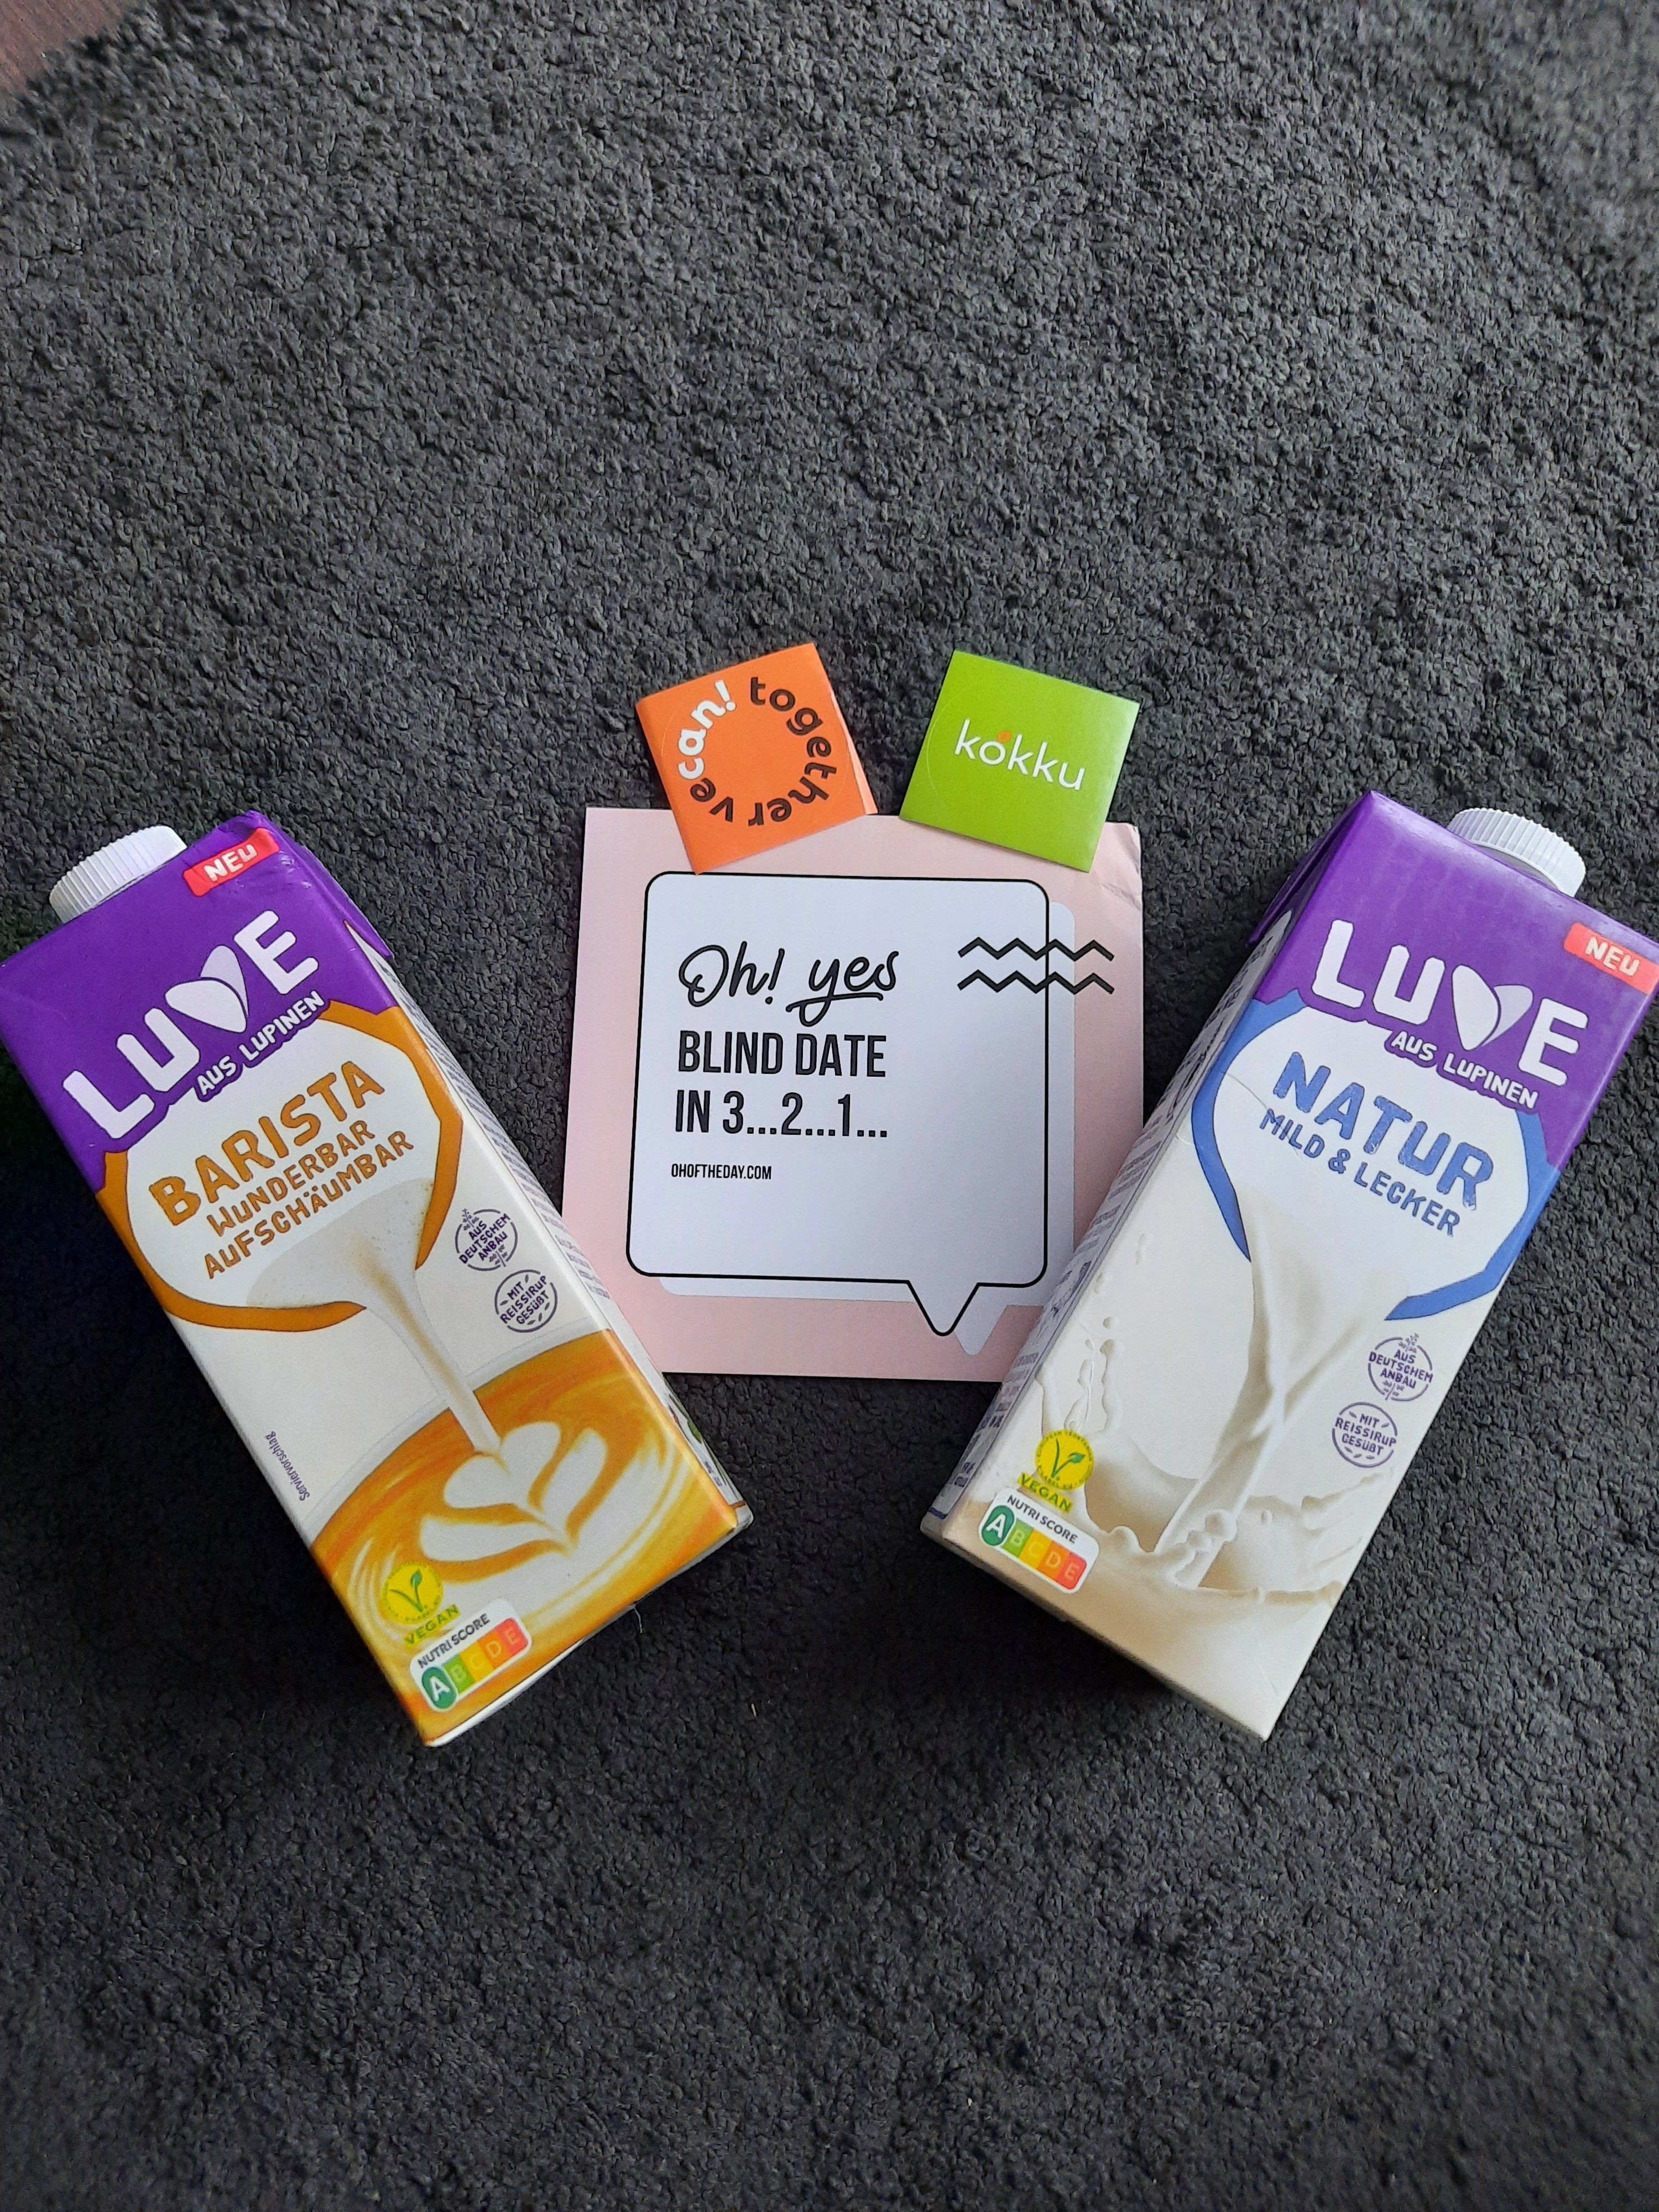 together
vecan!
kokku
Oh! yes
BLIND DATE
IN 3...2...1...
OHOFTHEDAY.COM
NEU
LUVE
AUS LUPINEN
BARISTA
WUNDERBAR
AUFSCHÄUMBAR
AUS
DEUTSCHEM
ANBAU
MIT
REISSIRUP
GESÜẞT
Serviervorschlag
VEGAN
NUTRI SCORE
A B C D E
NEU
LUVE
AUS LUPINEN
NATUR
MILD & LECKER
AUS
DEUTSCHEM
ANBAU
MIT
REISSIRUP
GESÜẞT
VEGAN
NUTRI SCORE
A B C D E